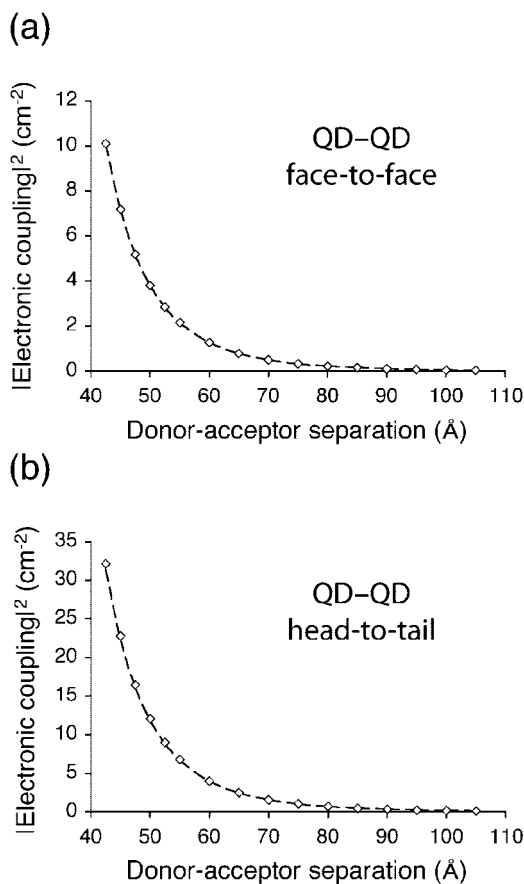 (a)
|Electronic coupling|² (cm⁻²)
12
10
8
6
4
2
0
QD–QD
face-to-face
40 50 60 70 80 90 100 110
Donor-acceptor separation (Å)
(b)
|Electronic coupling|² (cm⁻²)
35
30
25
20
15
10
5
0
QD–QD
head-to-tail
40 50 60 70 80 90 100 110
Donor-acceptor separation (Å)